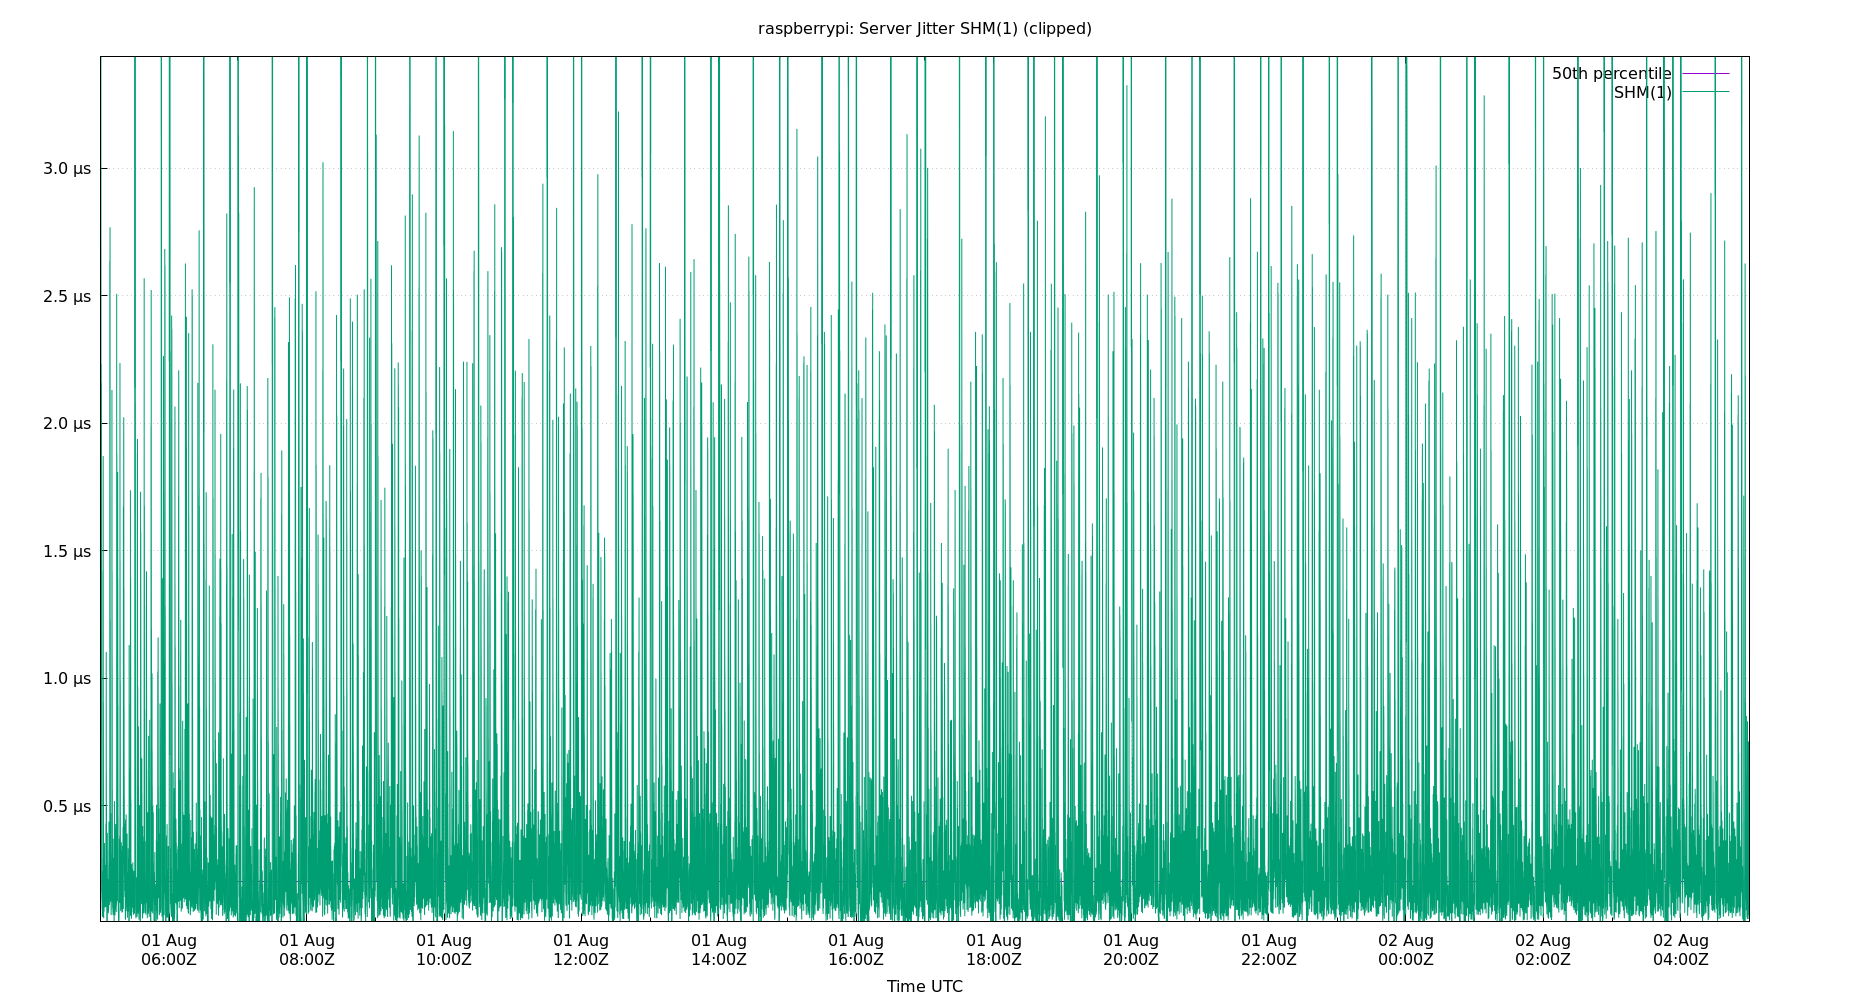 raspberrypi: Server Jitter SHM(1) (clipped)
50th percentile
SHM(1)
3.0 µs
2.5 µs
2.0 µs
1.5 µs
1.0 µs
0.5 µs
01 Aug 01 Aug 01 Aug 01 Aug 01 Aug 01 Aug 01 Aug 01 Aug 01 Aug 02 Aug 02 Aug 02 Aug
06:00Z 08:00Z 10:00Z 12:00Z 14:00Z 16:00Z 18:00Z 20:00Z 22:00Z 00:00Z 02:00Z 04:00Z
Time UTC